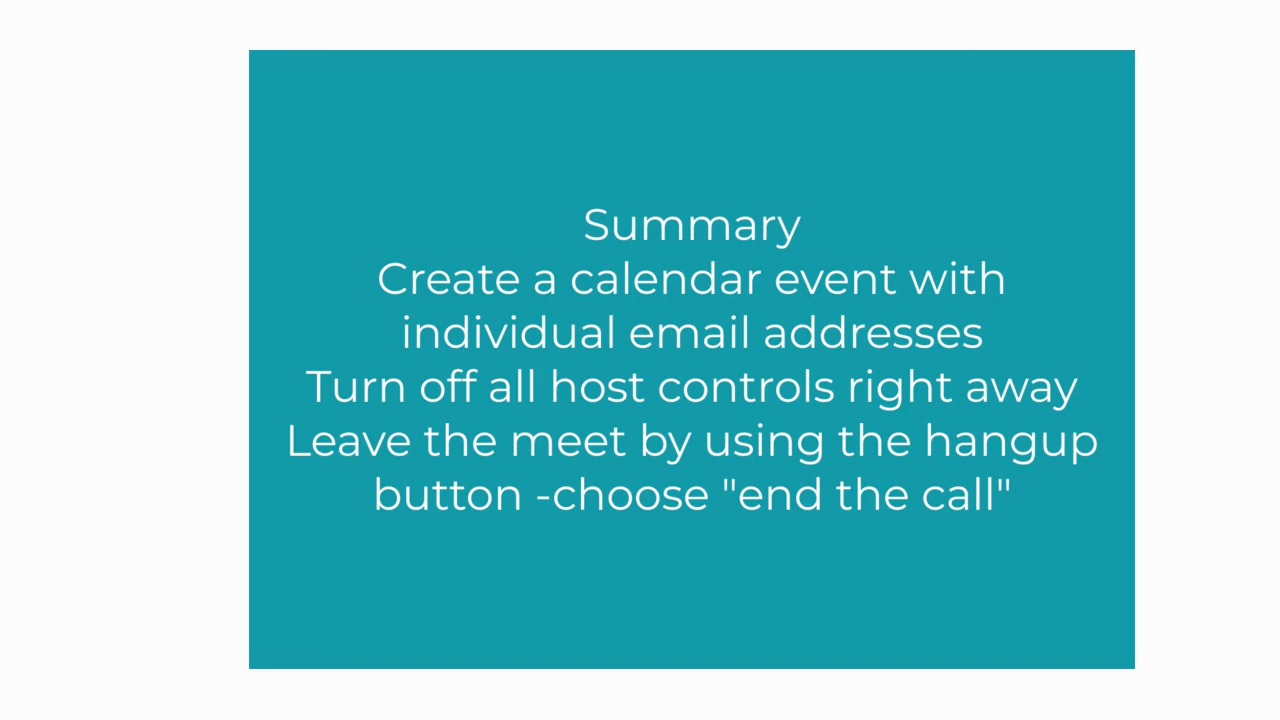 Summary
Create a calendar event with
individual email addresses
Turn off all host controls right away
Leave the meet by using the hangup
button -choose "end the call"